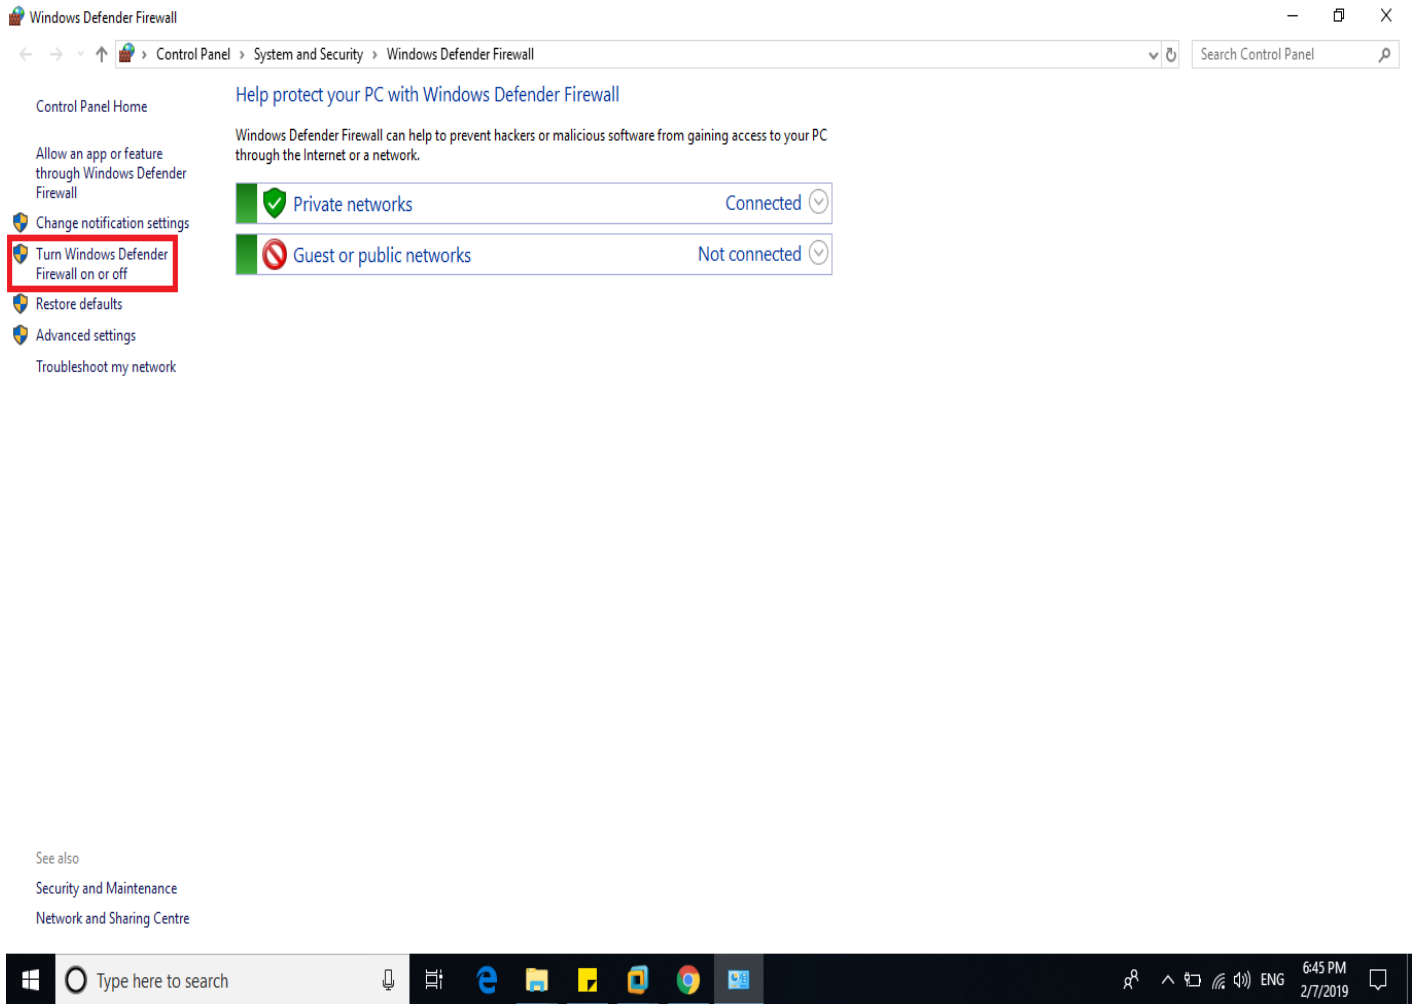 Windows Defender Firewall
Control Panel > System and Security > Windows Defender Firewall
Search Control Panel
Control Panel Home
Allow an app or feature
through Windows Defender
Firewall
Change notification settings
Turn Windows Defender
Firewall on or off
Restore defaults
Advanced settings
Troubleshoot my network
Help protect your PC with Windows Defender Firewall
Windows Defender Firewall can help to prevent hackers or malicious software from gaining access to your PC
through the Internet or a network.
Private networks Connected
Guest or public networks Not connected
See also
Security and Maintenance
Network and Sharing Centre
Type here to search
ENG
6:45 PM
2/7/2019